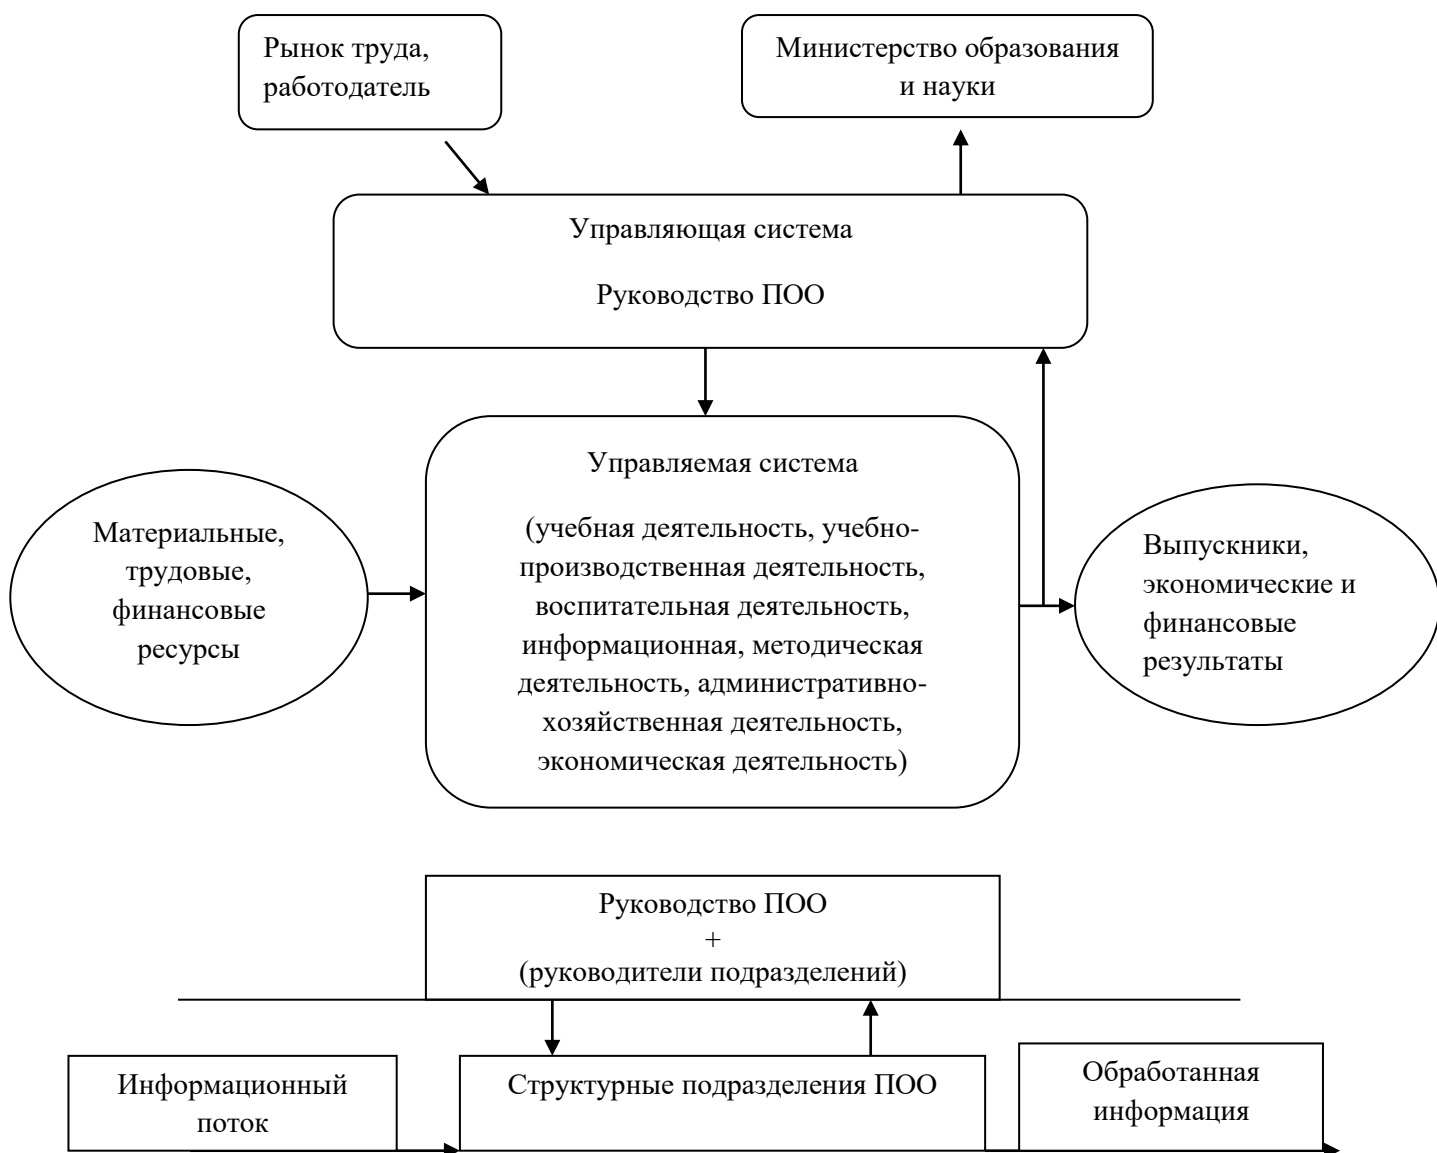 Рынок труда,
работодатель
Министерство образования
и науки
Управляющая система
Руководство ПОО
Управляемая система
(учебная деятельность, учебно-
производственная деятельность,
воспитательная деятельность,
информационная, методическая
деятельность, административно-
хозяйственная деятельность,
экономическая деятельность)
Материальные,
трудовые,
финансовые
ресурсы
Выпускники,
экономические и
финансовые
результаты
Руководство ПОО
+
(руководители подразделений)
Информационный
поток
Структурные подразделения ПОО
Обработанная
информация